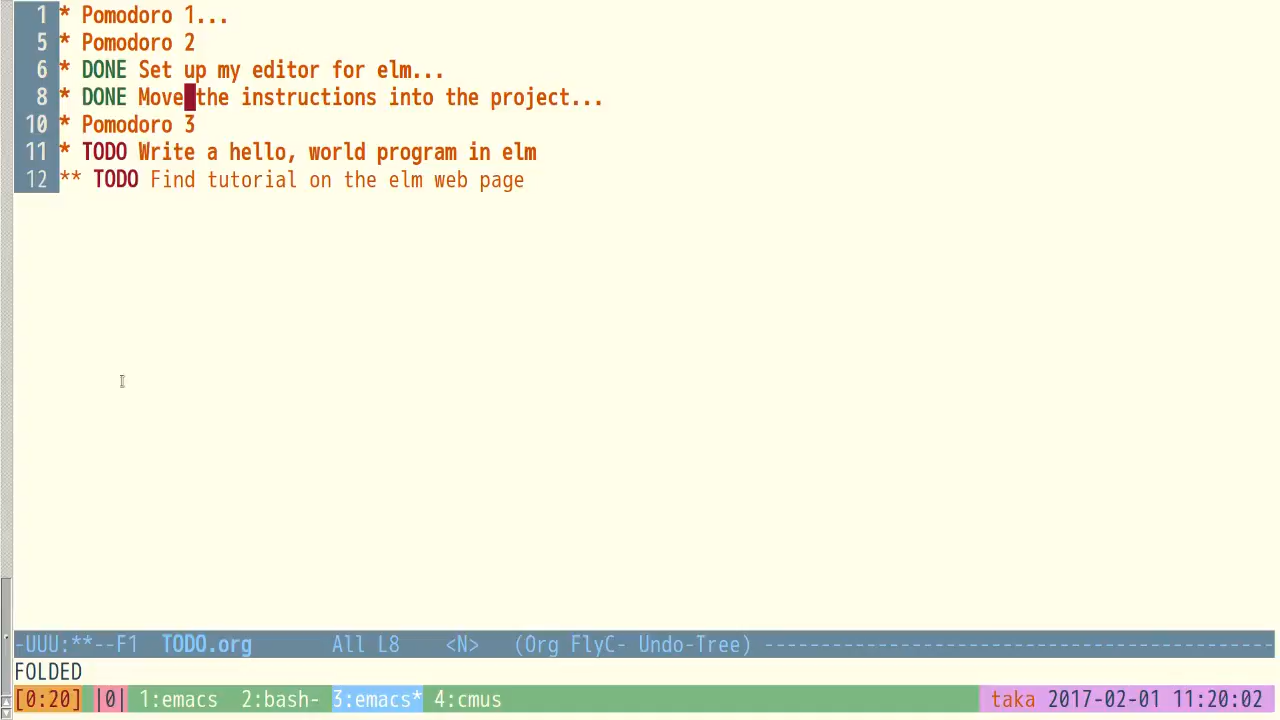 1 * Pomodoro 1...
5 * Pomodoro 2
6 * DONE Set up my editor for elm...
8 * DONE Move the instructions into the project...
10 * Pomodoro 3
11 * TODO Write a hello, world program in elm
12 ** TODO Find tutorial on the elm web page
-UUU:**--F1 TODO.org All L8 <N> (Org FlyC- Undo-Tree) ---------------------------------------------
FOLDED
[0:20] |0| 1:emacs 2:bash- 3:emacs* 4:cmus taka 2017-02-01 11:20:02